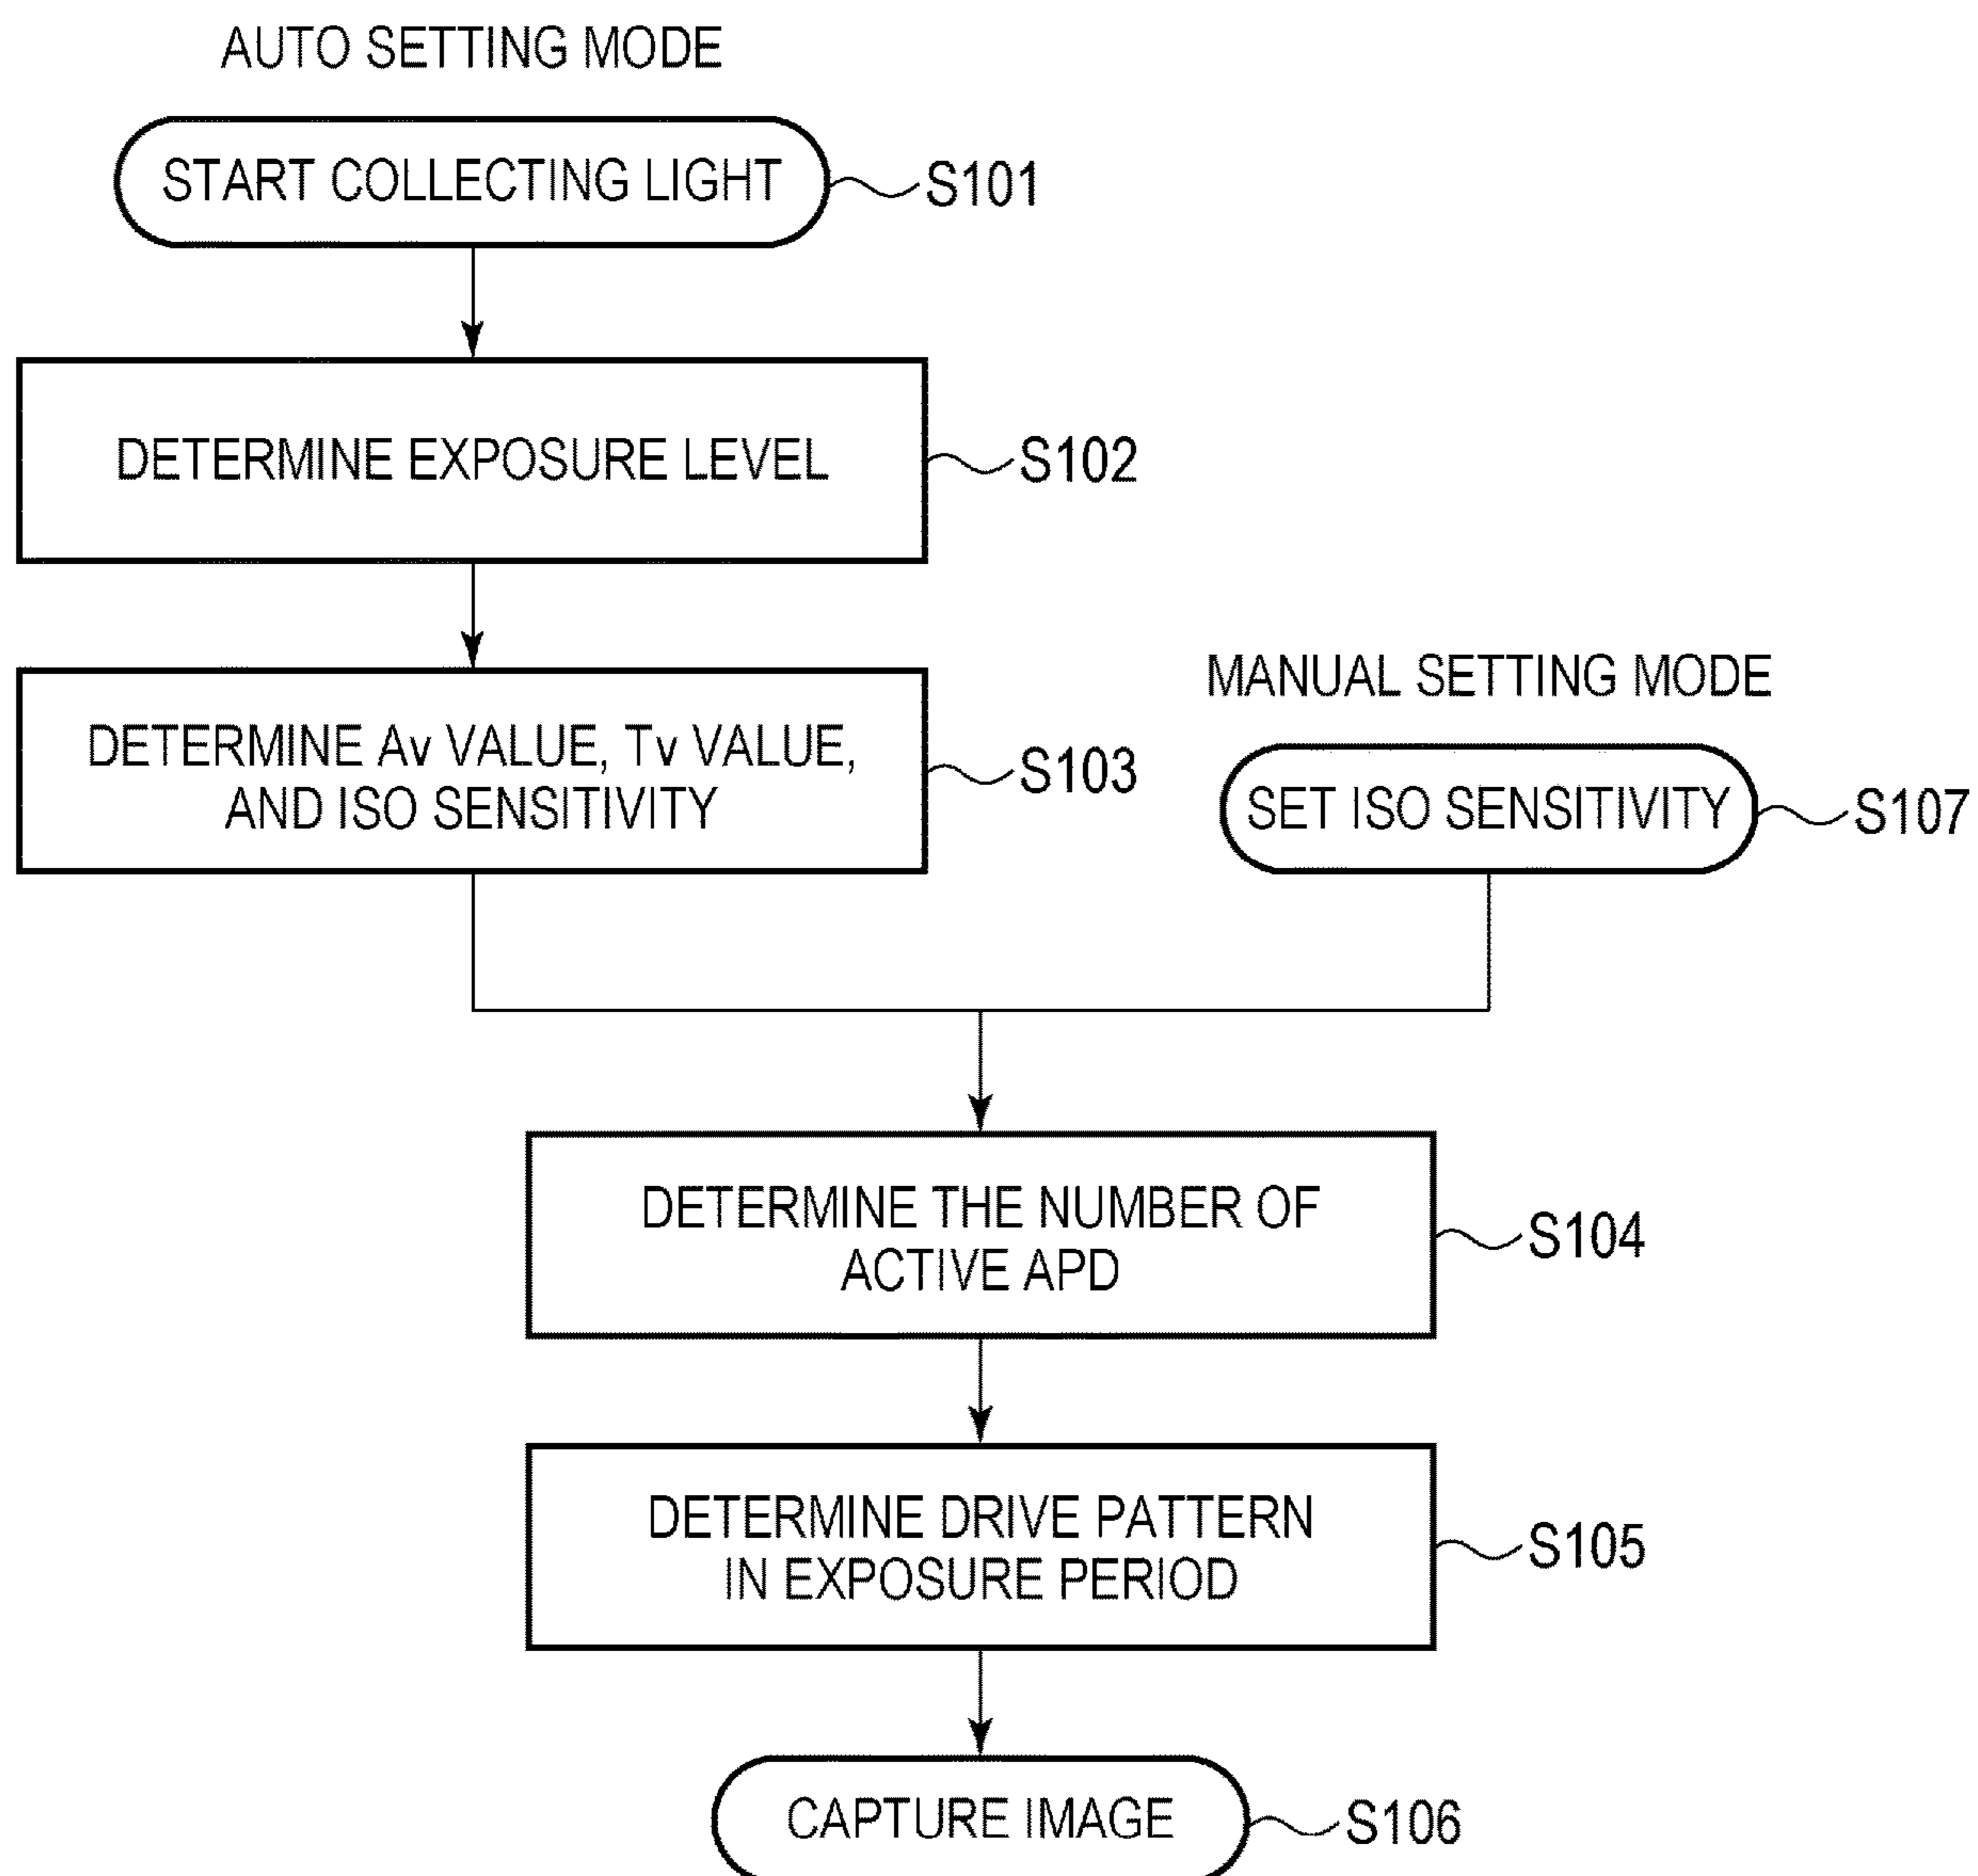 AUTO SETTING MODE
START COLLECTING LIGHT
S101
DETERMINE EXPOSURE LEVEL
S102
DETERMINE Av VALUE, Tv VALUE,
AND ISO SENSITIVITY
S103
MANUAL SETTING MODE
SET ISO SENSITIVITY
S107
DETERMINE THE NUMBER OF
ACTIVE APD
S104
DETERMINE DRIVE PATTERN
IN EXPOSURE PERIOD
S105
CAPTURE IMAGE
S106